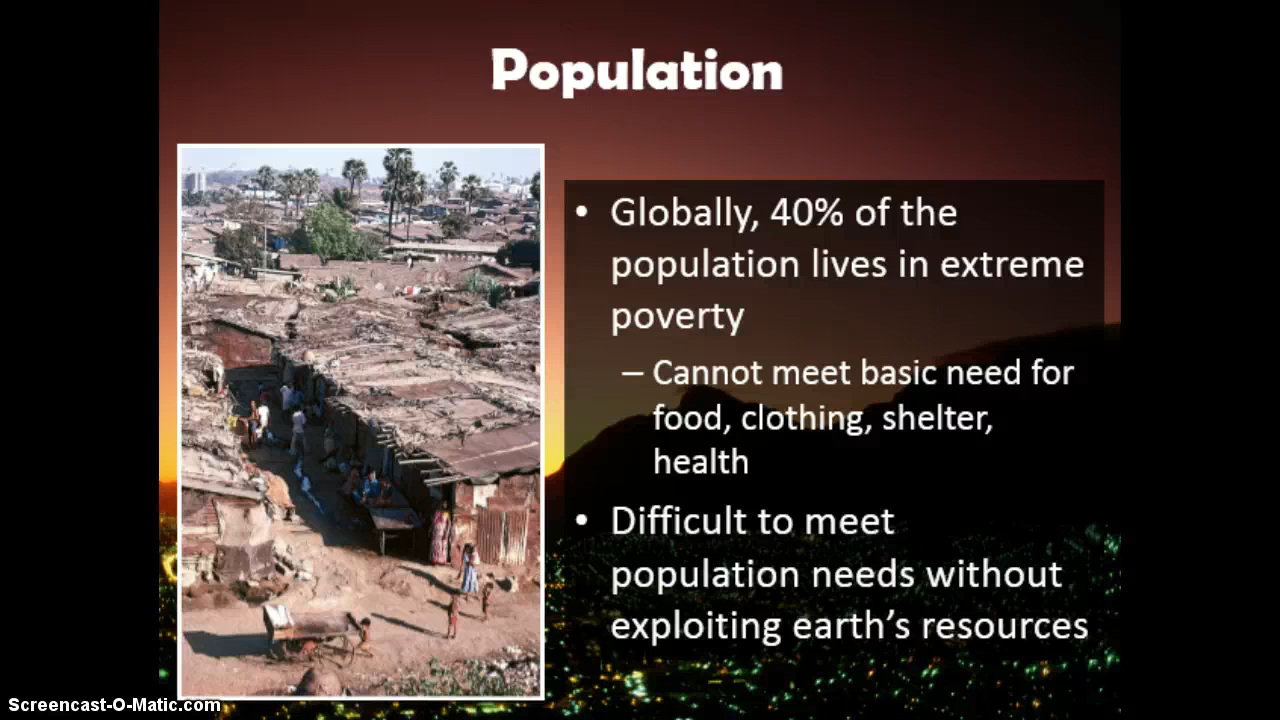 Population
• Globally, 40% of the
population lives in extreme
poverty
– Cannot meet basic need for
food, clothing, shelter,
health
• Difficult to meet
population needs without
exploiting earth's resources
Screencast-O-Matic.com